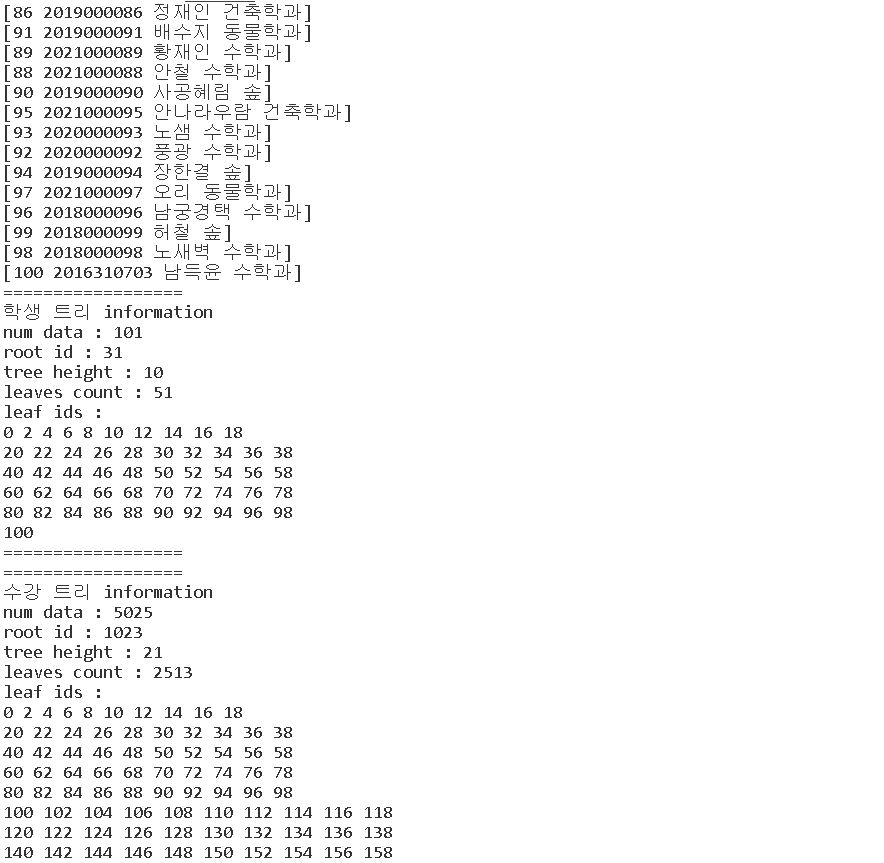 [86 2019000086 정재인 건축학과]
[91 2019000091 배수지 동물학과]
[89 2021000089 황재인 수학과]
[88 2021000088 안철 수학과]
[90 2019000090 사공혜림 숲]
[95 2021000095 안나라우람 건축학과]
[93 2020000093 노샘 수학과]
[92 2020000092 풍광 수학과]
[94 2019000094 장한결 숲]
[97 2021000097 오리 동물학과]
[96 2018000096 남궁경택 수학과]
[99 2018000099 허철 숲]
[98 2018000098 노새벽 수학과]
[100 2016310703 남득윤 수학과]
==================
학생 트리 information
num data : 101
root id : 31
tree height : 10
leaves count : 51
leaf ids :
0 2 4 6 8 10 12 14 16 18
20 22 24 26 28 30 32 34 36 38
40 42 44 46 48 50 52 54 56 58
60 62 64 66 68 70 72 74 76 78
80 82 84 86 88 90 92 94 96 98
100
==================
==================
수강 트리 information
num data : 5025
root id : 1023
tree height : 21
leaves count : 2513
leaf ids :
0 2 4 6 8 10 12 14 16 18
20 22 24 26 28 30 32 34 36 38
40 42 44 46 48 50 52 54 56 58
60 62 64 66 68 70 72 74 76 78
80 82 84 86 88 90 92 94 96 98
100 102 104 106 108 110 112 114 116 118
120 122 124 126 128 130 132 134 136 138
140 142 144 146 148 150 152 154 156 158